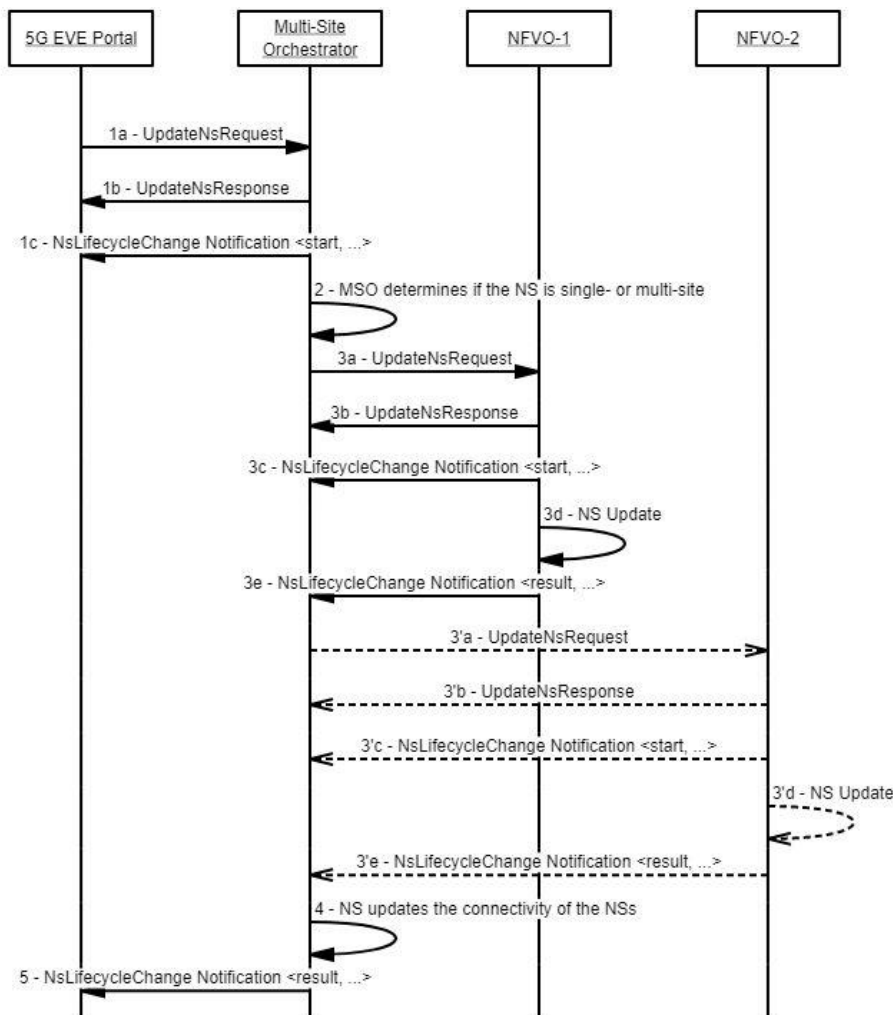 5G EVE Portal
Multi-Site
Orchestrator
NFVO-1
NFVO-2
1a - UpdateNsRequest
1b - UpdateNsResponse
1c - NsLifecycleChange Notification <start, ...>
2 - MSO determines if the NS is single- or multi-site
3a - UpdateNsRequest
3b - UpdateNsResponse
3c - NsLifecycleChange Notification <start, ...>
3d - NS Update
3e - NsLifecycleChange Notification <result, ...>
3'a - UpdateNsRequest
3'b - UpdateNsResponse
3'c - NsLifecycleChange Notification <start, ...>
3'd - NS Update
3'e - NsLifecycleChange Notification <result, ...>
4 - NS updates the connectivity of the NSs
5 - NsLifecycleChange Notification <result, ...>